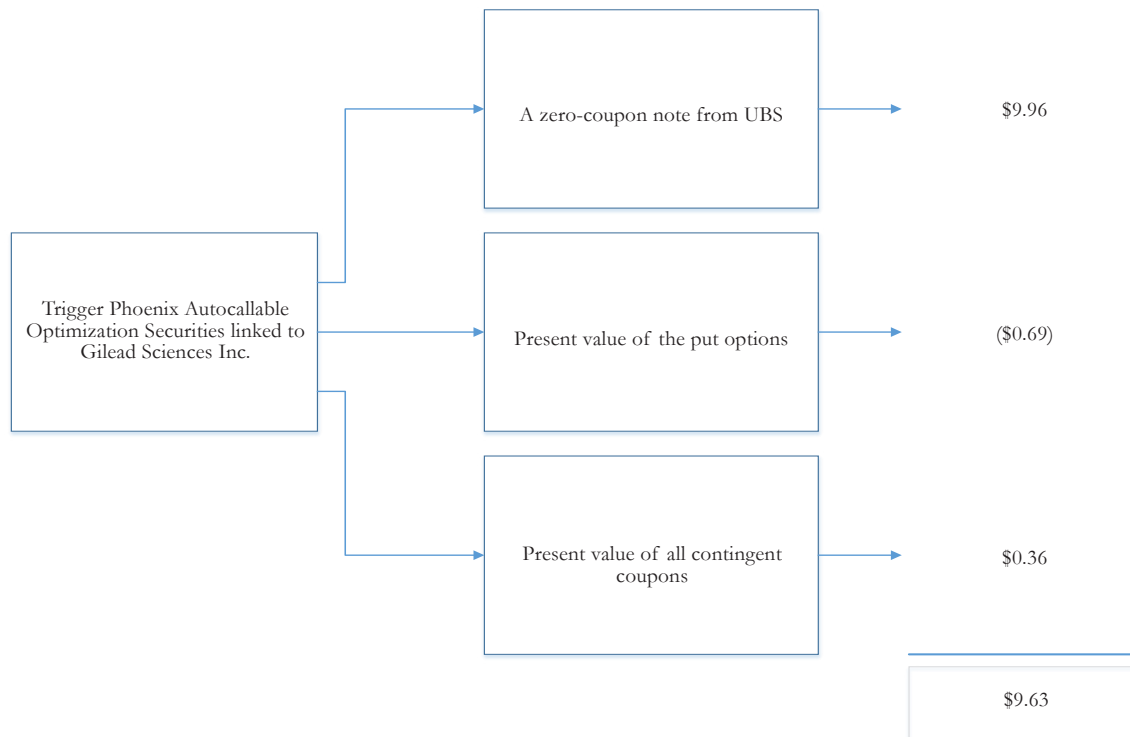 A zero-coupon note from UBS
$9.96
Trigger Phoenix Autocallable
Optimization Securities linked to
Gilead Sciences Inc.
Present value of the put options
($0.69)
Present value of all contingent
coupons
$0.36
$9.63